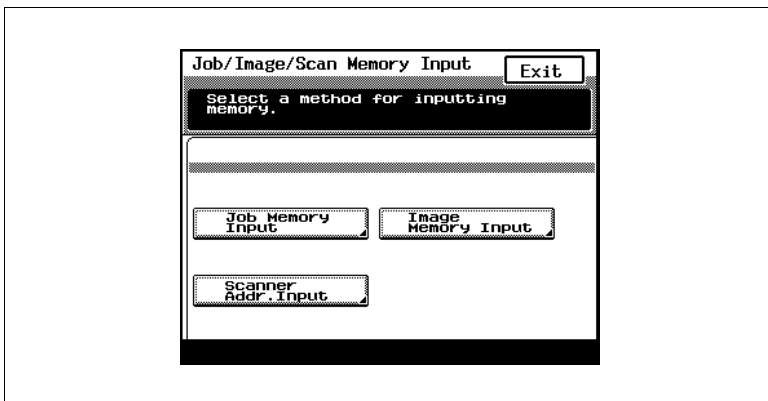 Job/Image/Scan Memory Input
Exit
Select a method for inputting
memory.
Job Memory
Input
Image
Memory Input
Scanner
Addr.Input